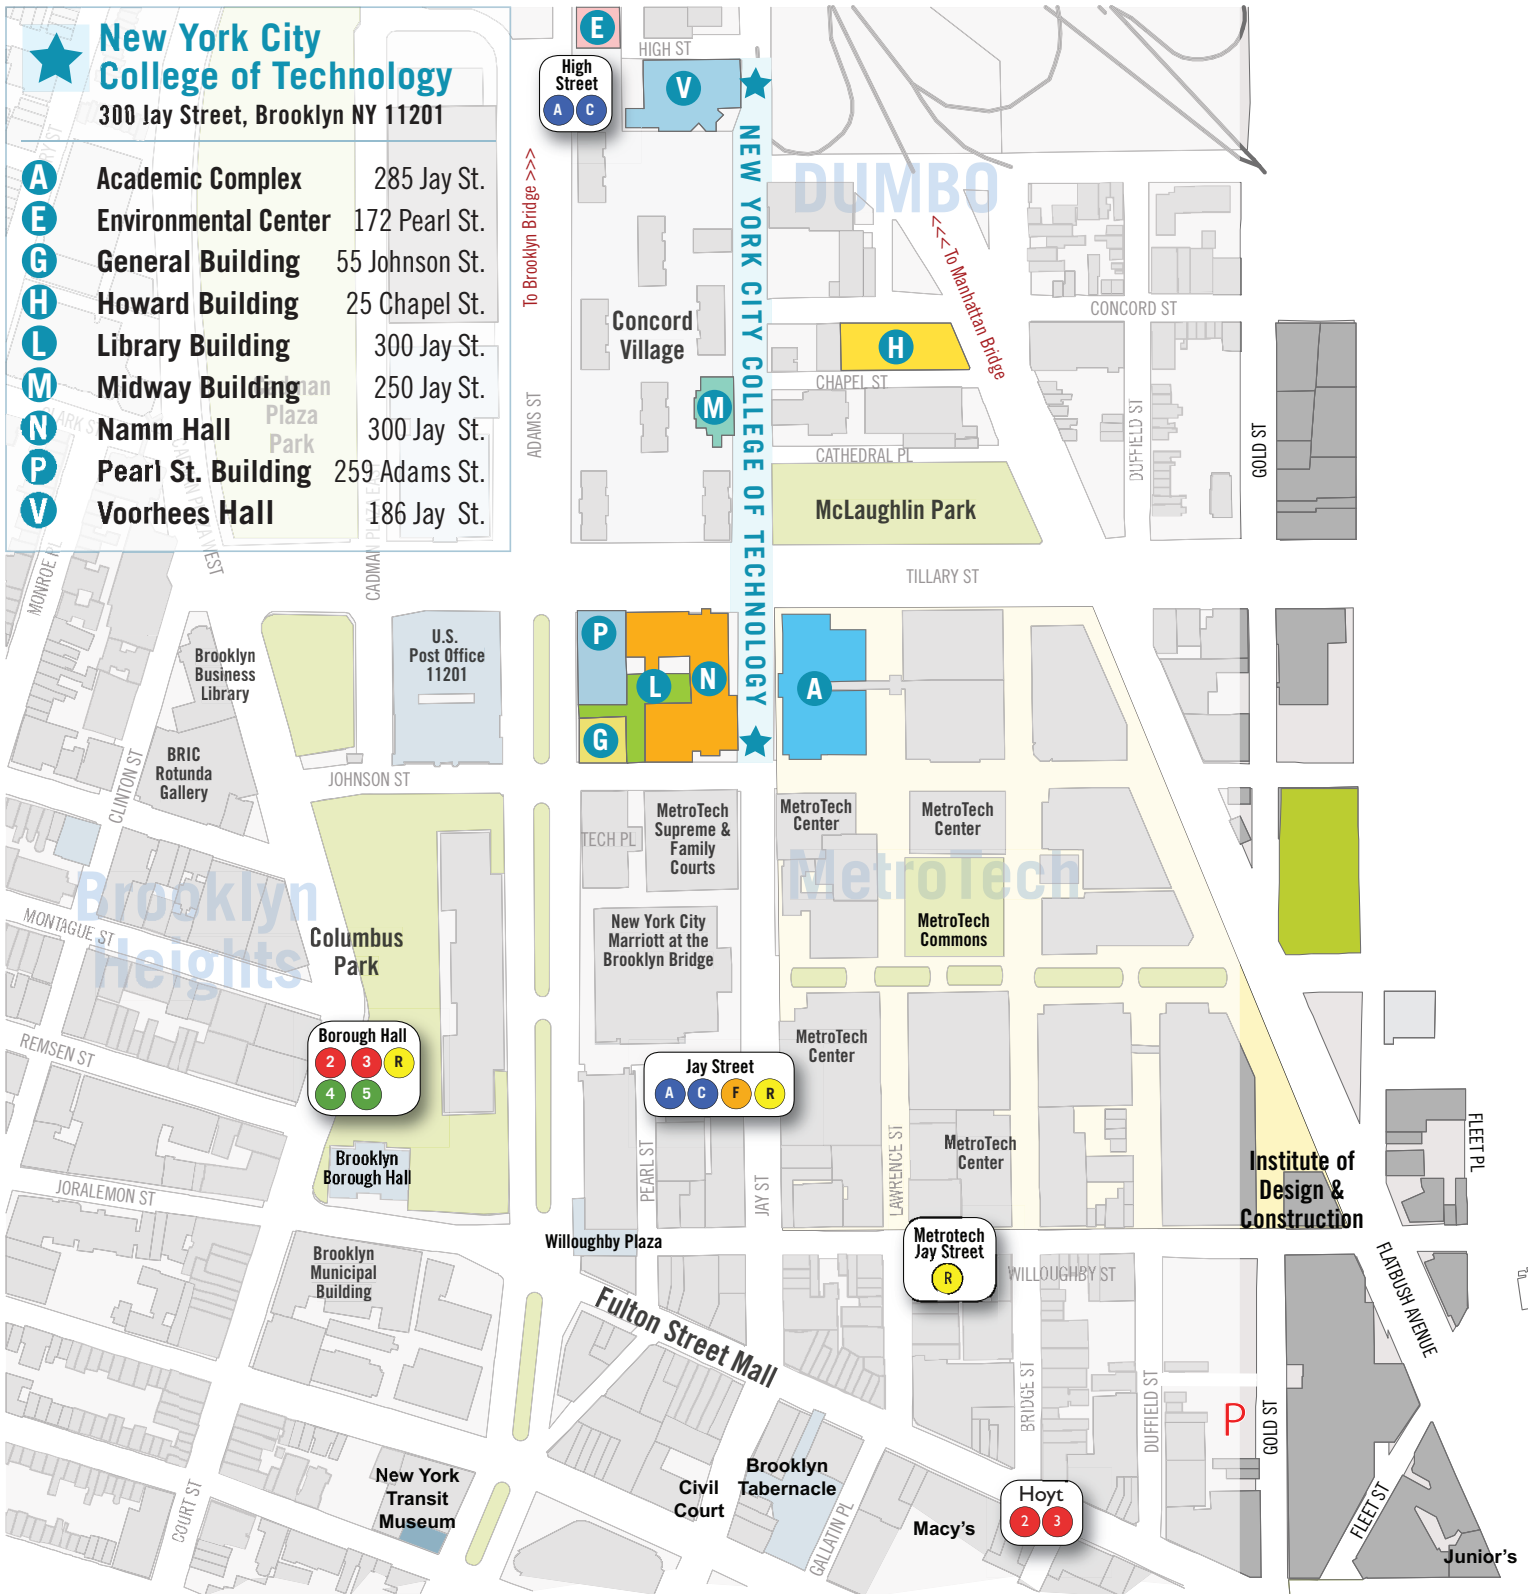 New York City
College of Technology
300 Jay Street, Brooklyn NY 11201
A Academic Complex 285 Jay St.
E Environmental Center 172 Pearl St.
G General Building 55 Johnson St.
H Howard Building 25 Chapel St.
L Library Building 300 Jay St.
M Midway Building 250 Jay St.
N Namm Hall 300 Jay St.
P Pearl St. Building 259 Adams St.
V Voorhees Hall 186 Jay St.
Plaza
Park
CLARK ST
MONROE PL
CADMAN PLAZA WEST
CADMAN PLAZA EAST
E
HIGH ST
High
Street
A C
V
NEW YORK CITY COLLEGE OF TECHNOLOGY
To Brooklyn Bridge >>>
DUMBO
<<< To Manhattan Bridge
CONCORD ST
Concord
Village
H
CHAPEL ST
M
ADAMS ST
CATHEDRAL PL
DUFFIELD ST
GOLD ST
McLaughlin Park
TILLARY ST
Brooklyn
Business
Library
U.S.
Post Office
11201
P
L
N
G
A
BRIC
Rotunda
Gallery
CLINTON ST
JOHNSON ST
TECH PL
MetroTech
Supreme &
Family
Courts
MetroTech
Center
MetroTech
Center
MetroTech
Brooklyn
Heights
MONTAGUE ST
Columbus
Park
New York City
Marriott at the
Brooklyn Bridge
MetroTech
Commons
REMSEN ST
Borough Hall
2 3 R
4 5
Jay Street
A C F R
MetroTech
Center
MetroTech
Center
Brooklyn
Borough Hall
JORALEMON ST
PEARL ST
JAY ST
LAWRENCE ST
Institute of
Design &
Construction
FLEET PL
Willoughby Plaza
Metrotech
Jay Street
R
WILLOUGHBY ST
Brooklyn
Municipal
Building
Fulton Street Mall
FLATBUSH AVENUE
BRIDGE ST
DUFFIELD ST
P
GOLD ST
COURT ST
New York
Transit
Museum
Civil
Court
Brooklyn
Tabernacle
GALLATIN PL
Macy's
Hoyt
2 3
FLEET ST
Junior's